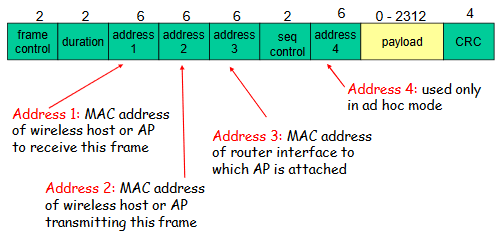 2 2 6 6 6 2 6 0 - 2312 4
frame control duration address 1 address 2 address 3 seq control address 4 payload CRC
Address 4: used only
in ad hoc mode
Address 1: MAC address
of wireless host or AP
to receive this frame
Address 3: MAC address
of router interface to
which AP is attached
Address 2: MAC address
of wireless host or AP
transmitting this frame